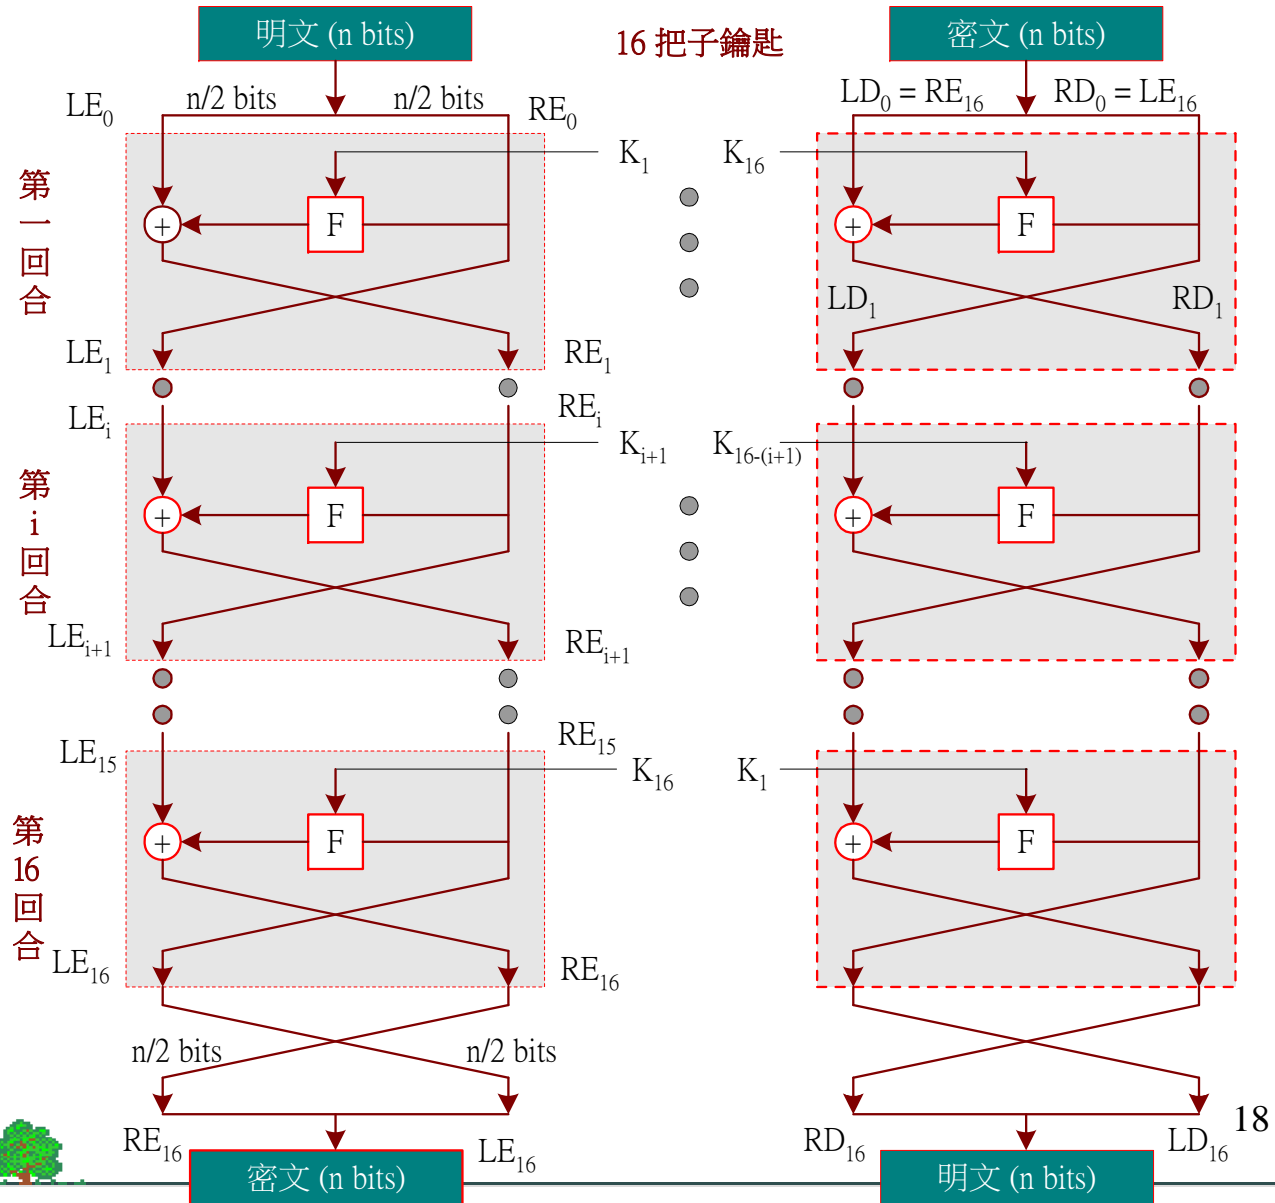 明文 (n bits)
16 把子鑰匙
密文 (n bits)
LE0
n/2 bits
n/2 bits
RE0
LD0 = RE16
RD0 = LE16
第一回合
K1
K16
+
F
+
F
LD1
RD1
LE1
RE1
LEi
REi
第i回合
Ki+1
K16-(i+1)
+
F
+
F
LEi+1
REi+1
LE15
RE15
第16回合
K16
K1
+
F
+
F
LE16
RE16
n/2 bits
n/2 bits
RE16
LE16
RD16
LD16
18
密文 (n bits)
明文 (n bits)